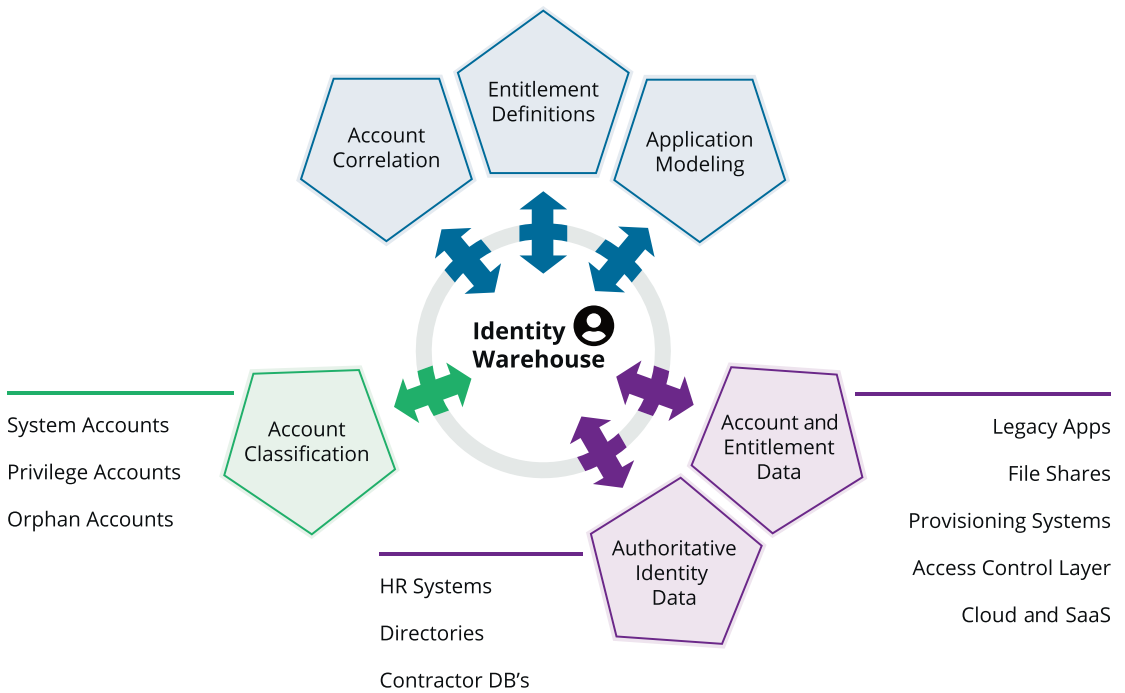 Entitlement
Definitions
Account
Correlation
Application
Modeling
Identity
Warehouse
Account
Classification
System Accounts
Privilege Accounts
Orphan Accounts
Account and
Entitlement
Data
Legacy Apps
File Shares
Provisioning Systems
Access Control Layer
Cloud and SaaS
Authoritative
Identity
Data
HR Systems
Directories
Contractor DB’s